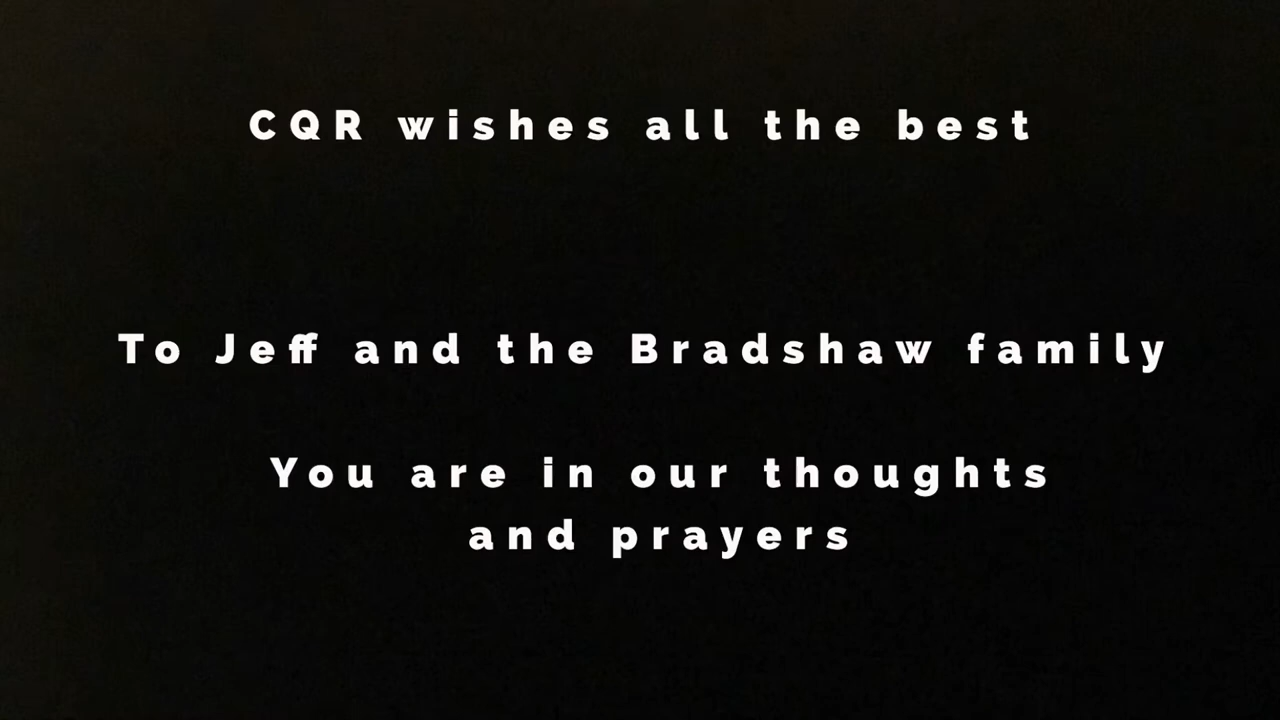 CQR wishes all the best
To Jeff and the Bradshaw family
You are in our thoughts
and prayers